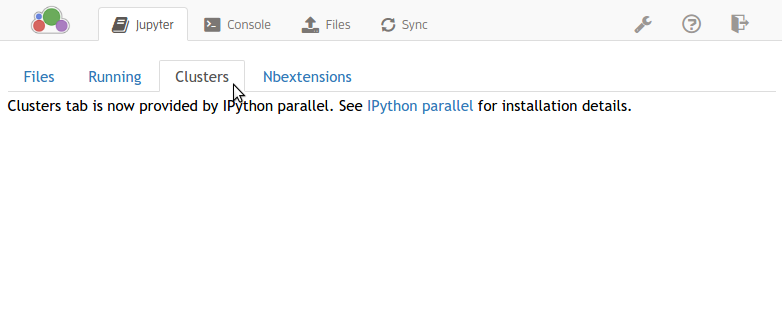 Jupyter Console Files Sync
Files Running Clusters Nbextensions
Clusters tab is now provided by IPython parallel. See IPython parallel for installation details.